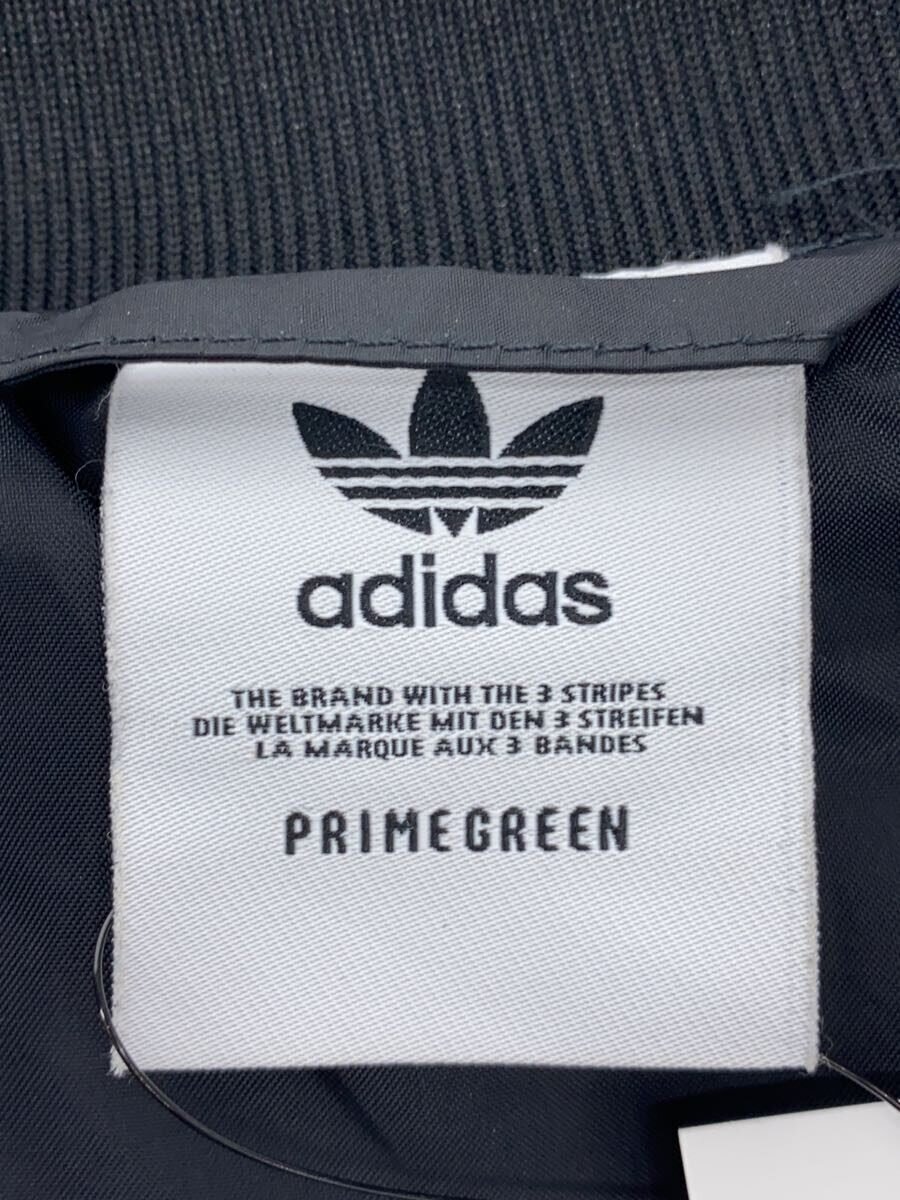 adidas
THE BRAND WITH THE 3 STRIPES
DIE WELTMARKE MIT DEN 3 STREIFEN
LA MARQUE AUX 3 BANDES
PRIMEGREEN